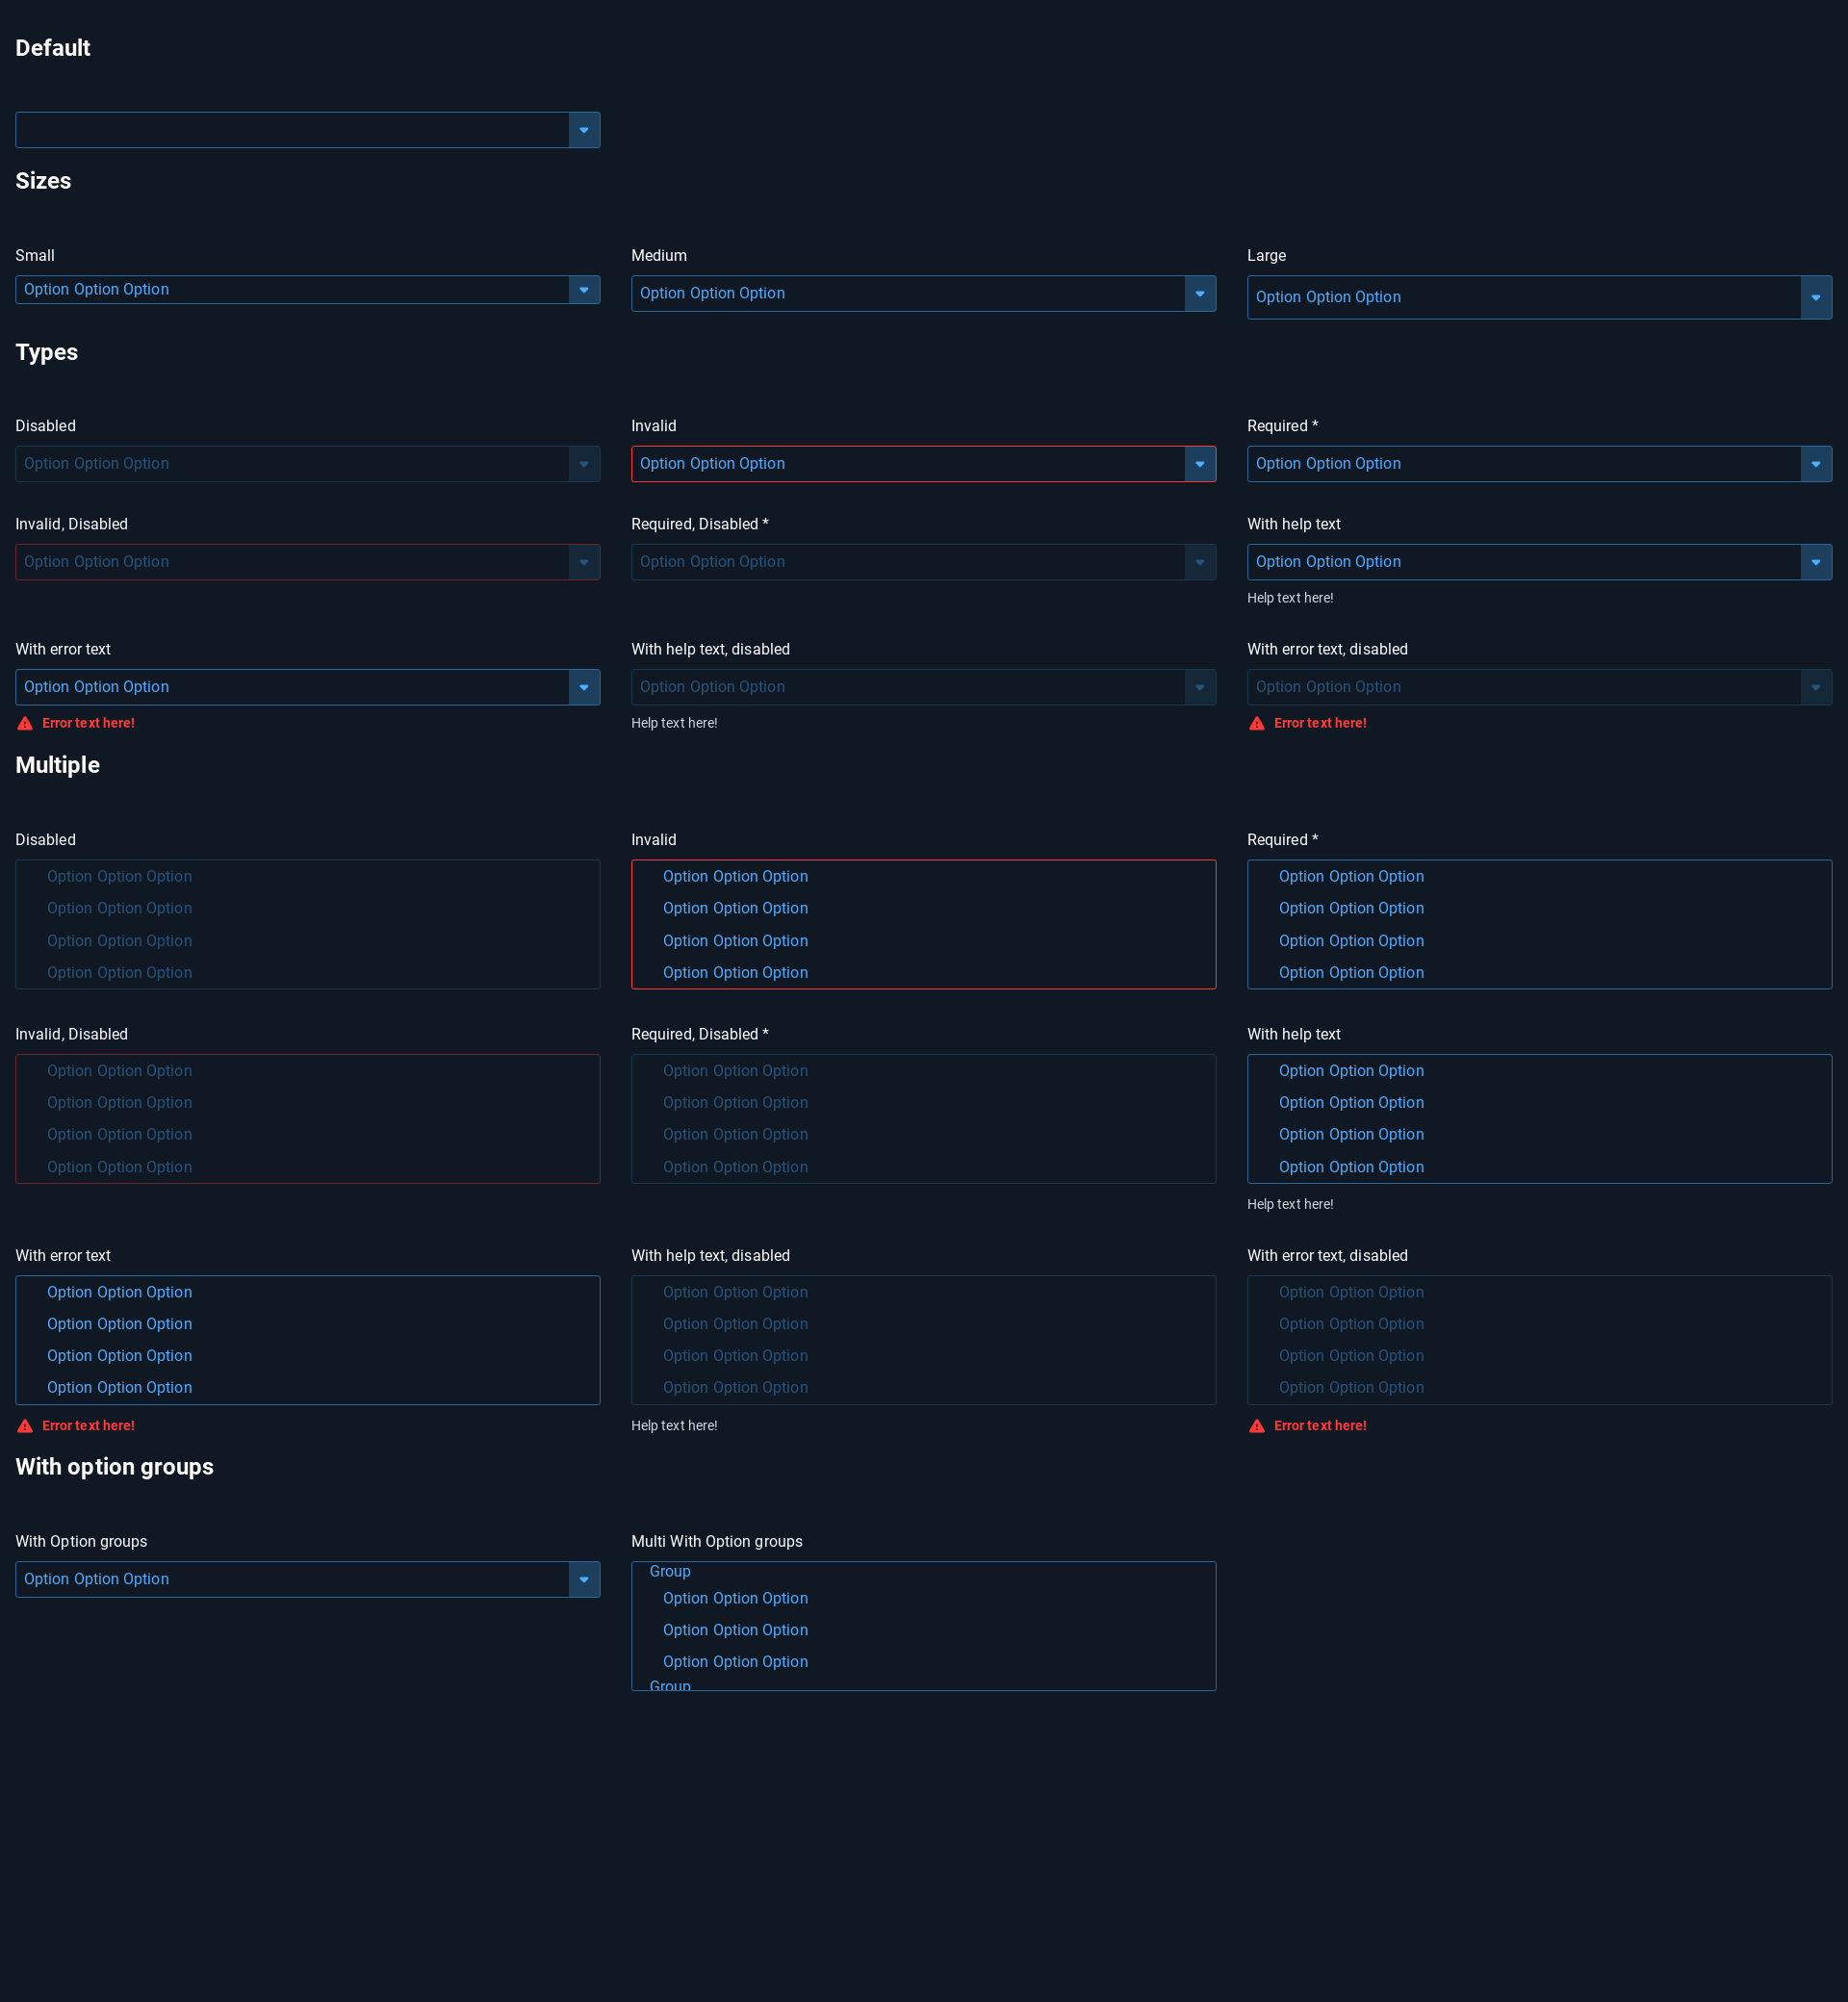 Default
Sizes
Small
Medium
Large
Option Option Option
Option Option Option
Option Option Option
Types
Disabled
Invalid
Required *
Option Option Option
Option Option Option
Option Option Option
Invalid, Disabled
Required, Disabled *
With help text
Option Option Option
Option Option Option
Option Option Option
Help text here!
With error text
With help text, disabled
With error text, disabled
Option Option Option
Option Option Option
Option Option Option
Error text here!
Help text here!
Error text here!
Multiple
Disabled
Option Option Option
Option Option Option
Option Option Option
Option Option Option
Invalid
Option Option Option
Option Option Option
Option Option Option
Option Option Option
Required *
Option Option Option
Option Option Option
Option Option Option
Option Option Option
Invalid, Disabled
Option Option Option
Option Option Option
Option Option Option
Option Option Option
Required, Disabled *
Option Option Option
Option Option Option
Option Option Option
Option Option Option
With help text
Option Option Option
Option Option Option
Option Option Option
Option Option Option
Help text here!
With error text
Option Option Option
Option Option Option
Option Option Option
Option Option Option
Error text here!
With help text, disabled
Option Option Option
Option Option Option
Option Option Option
Option Option Option
Help text here!
With error text, disabled
Option Option Option
Option Option Option
Option Option Option
Option Option Option
Error text here!
With option groups
With Option groups
Option Option Option
Multi With Option groups
Group
Option Option Option
Option Option Option
Option Option Option
Group